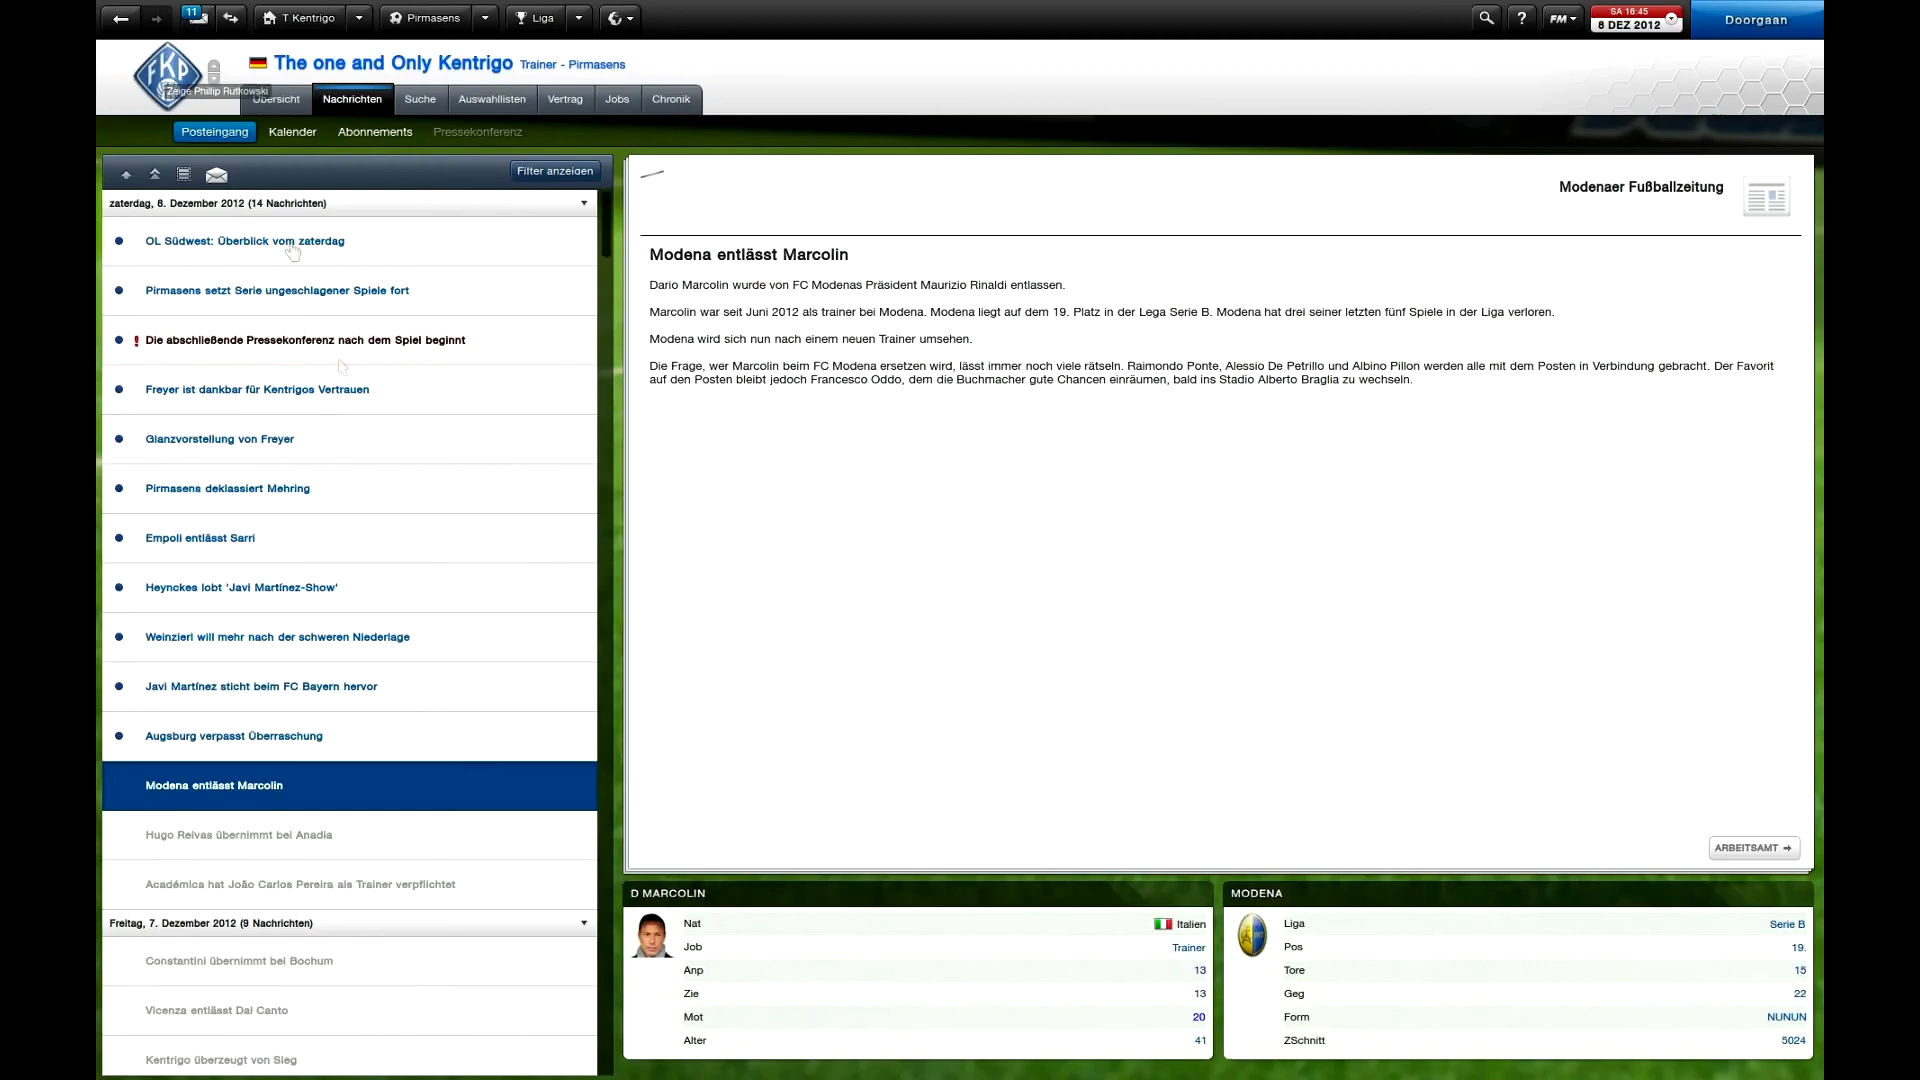 11
T Kentrigo
Pirmasens
Liga
?
FM
SA 16:45
8 DEZ 2012
Doorgaan
FKP
The one and Only Kentrigo Trainer - Pirmasens
Zeige Phillip Rutkowski
Übersicht
Nachrichten
Suche
Auswahllisten
Vertrag
Jobs
Chronik
Posteingang
Kalender
Abonnements
Pressekonferenz
Filter anzeigen
zaterdag, 8. Dezember 2012 (14 Nachrichten)
OL Südwest: Überblick vom zaterdag
Pirmasens setzt Serie ungeschlagener Spiele fort
! Die abschließende Pressekonferenz nach dem Spiel beginnt
Freyer ist dankbar für Kentrigos Vertrauen
Glanzvorstellung von Freyer
Pirmasens deklassiert Mehring
Empoli entlässt Sarri
Heynckes lobt 'Javi Martínez-Show'
Weinzierl will mehr nach der schweren Niederlage
Javi Martínez sticht beim FC Bayern hervor
Augsburg verpasst Überraschung
Modena entlässt Marcolin
Hugo Relvas übernimmt bei Anadia
Académica hat João Carlos Pereira als Trainer verpflichtet
Freitag, 7. Dezember 2012 (9 Nachrichten)
Constantini übernimmt bei Bochum
Vicenza entlässt Dal Canto
Kentrigo überzeugt von Sieg
Modenaer Fußballzeitung
Modena entlässt Marcolin
Dario Marcolin wurde von FC Modenas Präsident Maurizio Rinaldi entlassen.
Marcolin war seit Juni 2012 als trainer bei Modena. Modena liegt auf dem 19. Platz in der Lega Serie B. Modena hat drei seiner letzten fünf Spiele in der Liga verloren.
Modena wird sich nun nach einem neuen Trainer umsehen.
Die Frage, wer Marcolin beim FC Modena ersetzen wird, lässt immer noch viele rätseln. Raimondo Ponte, Alessio De Petrillo und Albino Pillon werden alle mit dem Posten in Verbindung gebracht. Der Favorit
auf den Posten bleibt jedoch Francesco Oddo, dem die Buchmacher gute Chancen einräumen, bald ins Stadio Alberto Braglia zu wechseln.
ARBEITSAMT
D MARCOLIN
Nat Italien
Job Trainer
Anp 13
Zie 13
Mot 20
Alter 41
MODENA
Liga Serie B
Pos 19.
Tore 15
Geg 22
Form NUNUN
ZSchnitt 5024